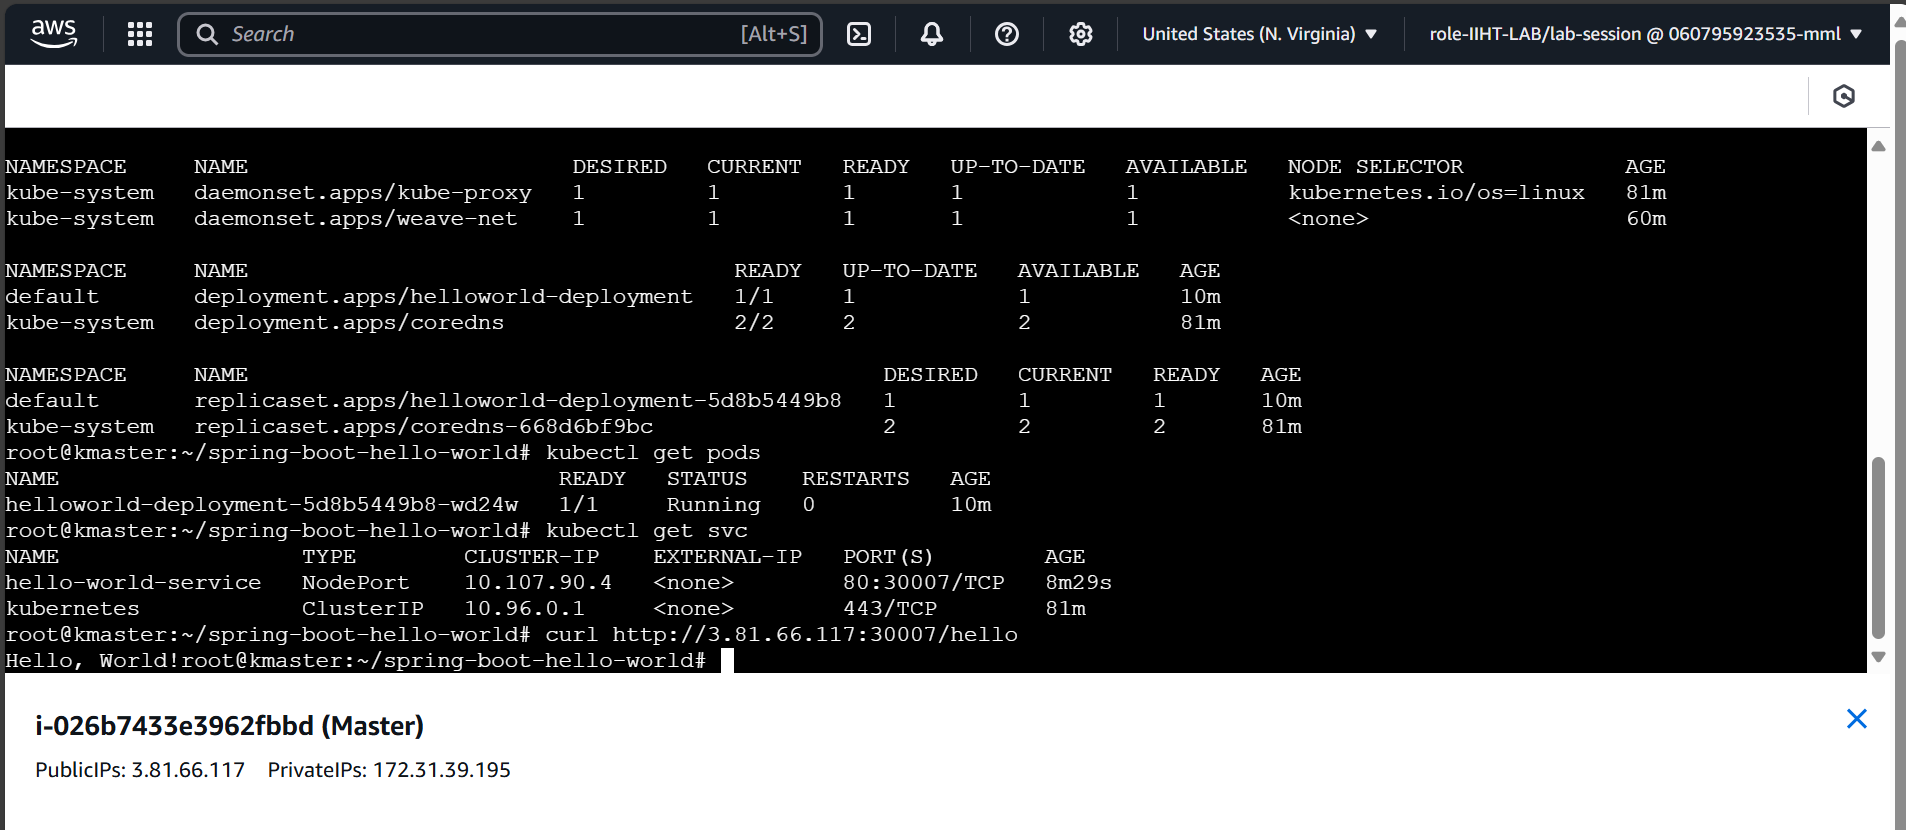 aws
Search [Alt+S] United States (N. Virginia) role-IIHT-LAB/lab-session @ 060795923535-mml
NAMESPACE NAME DESIRED CURRENT READY UP-TO-DATE AVAILABLE NODE SELECTOR AGE
kube-system daemonset.apps/kube-proxy 1 1 1 1 1 kubernetes.io/os=linux 81m
kube-system daemonset.apps/weave-net 1 1 1 1 1 <none> 60m
NAMESPACE NAME READY UP-TO-DATE AVAILABLE AGE
default deployment.apps/helloworld-deployment 1/1 1 1 10m
kube-system deployment.apps/coredns 2/2 2 2 81m
NAMESPACE NAME DESIRED CURRENT READY AGE
default replicaset.apps/helloworld-deployment-5d8b5449b8 1 1 1 10m
kube-system replicaset.apps/coredns-668d6bf9bc 2 2 2 81m
root@kmaster:~/spring-boot-hello-world# kubectl get pods
NAME READY STATUS RESTARTS AGE
helloworld-deployment-5d8b5449b8-wd24w 1/1 Running 0 10m
root@kmaster:~/spring-boot-hello-world# kubectl get svc
NAME TYPE CLUSTER-IP EXTERNAL-IP PORT(S) AGE
hello-world-service NodePort 10.107.90.4 <none> 80:30007/TCP 8m29s
kubernetes ClusterIP 10.96.0.1 <none> 443/TCP 81m
root@kmaster:~/spring-boot-hello-world# curl http://3.81.66.117:30007/hello
Hello, World!root@kmaster:~/spring-boot-hello-world#
i-026b7433e3962fbbd (Master)
PublicIPs: 3.81.66.117 PrivateIPs: 172.31.39.195